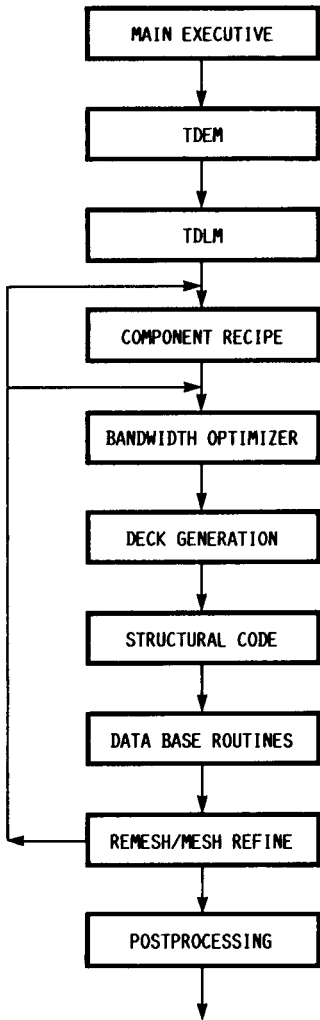 MAIN EXECUTIVE
TDEM
TDLM
COMPONENT RECIPE
BANDWIDTH OPTIMIZER
DECK GENERATION
STRUCTURAL CODE
DATA BASE ROUTINES
REMESH/MESH REFINE
POSTPROCESSING